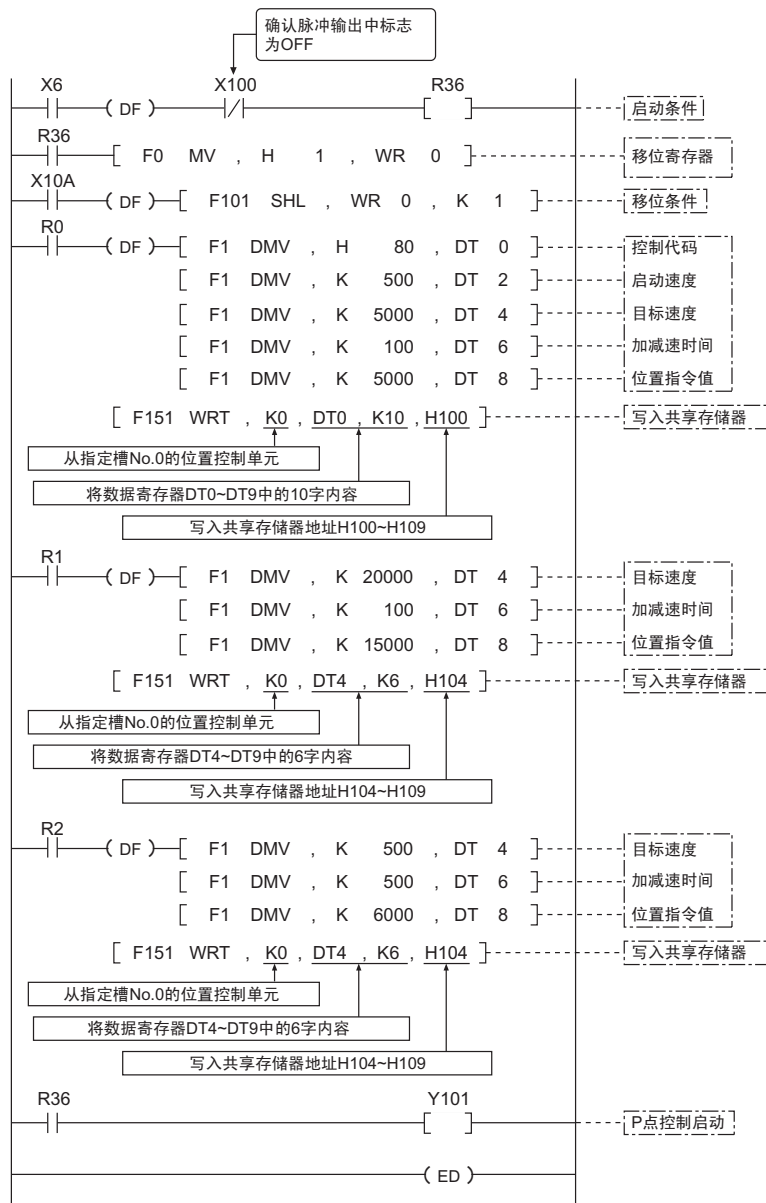 确认脉冲输出中标志
为OFF
X6 ( DF ) X100 R36 启动条件
R36 [ F0 MV , H 1 , WR 0 ] 移位寄存器
X10A ( DF ) [ F101 SHL , WR 0 , K 1 ] 移位条件
R0 ( DF ) [ F1 DMV , H 80 , DT 0 ] 控制代码
[ F1 DMV , K 500 , DT 2 ] 启动速度
[ F1 DMV , K 5000 , DT 4 ] 目标速度
[ F1 DMV , K 100 , DT 6 ] 加减速时间
[ F1 DMV , K 5000 , DT 8 ] 位置指令值
[ F151 WRT , K0 , DT0 , K10 , H100 ] 写入共享存储器
从指定槽No.0的位置控制单元
将数据寄存器DT0~DT9中的10字内容
写入共享存储器地址H100~H109
R1 ( DF ) [ F1 DMV , K 20000 , DT 4 ] 目标速度
[ F1 DMV , K 100 , DT 6 ] 加减速时间
[ F1 DMV , K 15000 , DT 8 ] 位置指令值
[ F151 WRT , K0 , DT4 , K6 , H104 ] 写入共享存储器
从指定槽No.0的位置控制单元
将数据寄存器DT4~DT9中的6字内容
写入共享存储器地址H104~H109
R2 ( DF ) [ F1 DMV , K 500 , DT 4 ] 目标速度
[ F1 DMV , K 500 , DT 6 ] 加减速时间
[ F1 DMV , K 6000 , DT 8 ] 位置指令值
[ F151 WRT , K0 , DT4 , K6 , H104 ] 写入共享存储器
从指定槽No.0的位置控制单元
将数据寄存器DT4~DT9中的6字内容
写入共享存储器地址H104~H109
R36 Y101 P点控制启动
( ED )